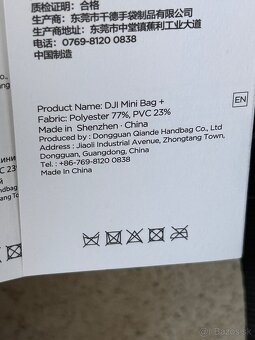 质检证明：合格
生产商：东莞市千德手袋制品有限公司
生产商地址：东莞市中堂镇蕉利工业大道
电话：0769-8120 0838
中国制造
Product Name: DJI Mini Bag +
Fabric: Polyester 77%, PVC 23%
Made in Shenzhen · China
By : Dongguan Qiande Handbag Co., Ltd
Address : Jiaoli Industrial Avenue, Zhongtang Town,
Dongguan, Guangdong, China
Tel : +86-769-8120 0838
EN
VC 23%
©Bazos.sk